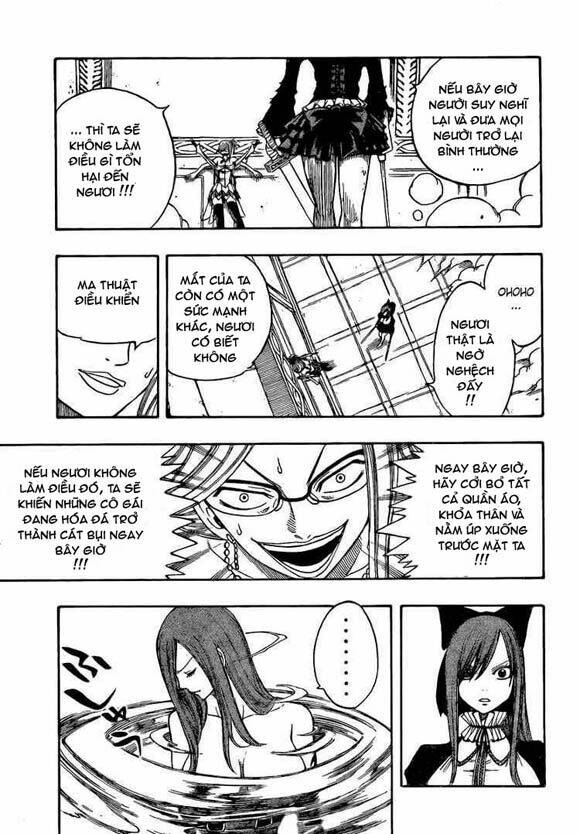 NẾU BÂY GIỜ
NGƯƠI SUY NGHĨ
LẠI VÀ ĐƯA MỌI
NGƯỜI TRỞ LẠI
BÌNH THƯỜNG
...
... THÌ TA SẼ
KHÔNG LÀM
ĐIỀU GÌ TỔN
HẠI ĐẾN
NGƯƠI !!!
OHOHO
...
NGƯƠI
THẬT LÀ
NGỜ
NGHỆCH
ĐẤY
!!
MẮT CỦA TA
CÒN CÓ MỘT
SỨC MẠNH
KHÁC, NGƯƠI
CÓ BIẾT
KHÔNG
MA THUẬT
ĐIỀU KHIỂN
NGAY BÂY GIỜ,
HÃY CỞI BỎ TẤT
CẢ QUẦN ÁO,
KHỎA THÂN VÀ
NẰM ÚP XUỐNG
TRƯỚC MẶT TA
!!!
NẾU NGƯƠI KHÔNG
LÀM ĐIỀU ĐÓ, TA SẼ
KHIẾN NHỮNG CÔ GÁI
ĐANG HÓA ĐÁ TRỞ
THÀNH CÁT BỤI NGAY
BÂY GIỜ
!!!